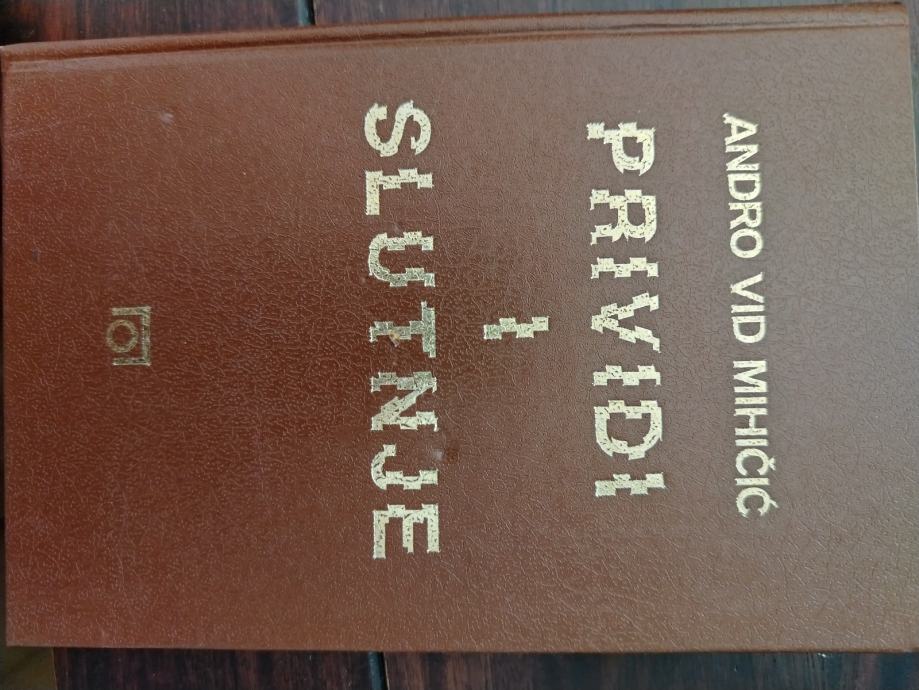 ANDRO VID MIHIČIĆ
PRIVIDI
I
SLUTNJE